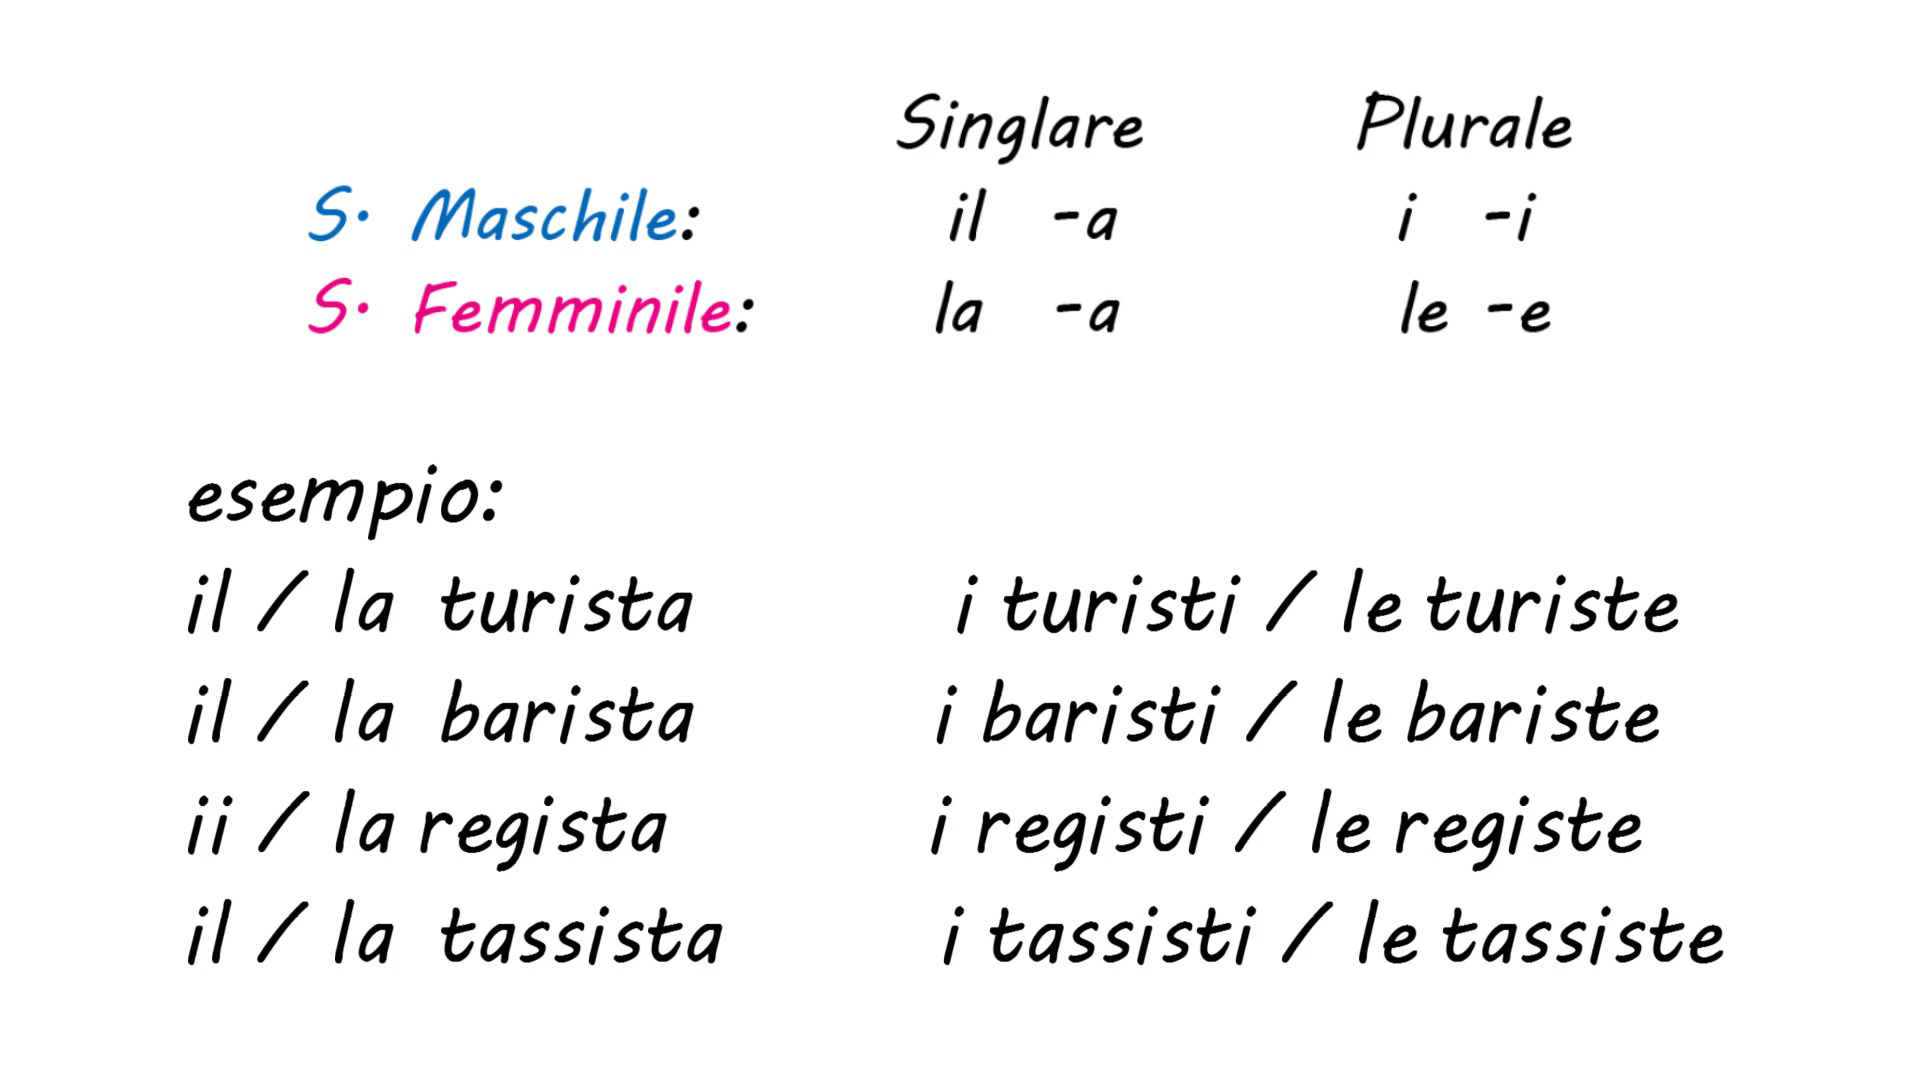 Singlare Plurale
S. Maschile: il -a i -i
S. Femminile: la -a le -e
esempio:
il / la turista i turisti / le turiste
il / la barista i baristi / le bariste
ii / la regista i registi / le registe
il / la tassista i tassisti / le tassiste